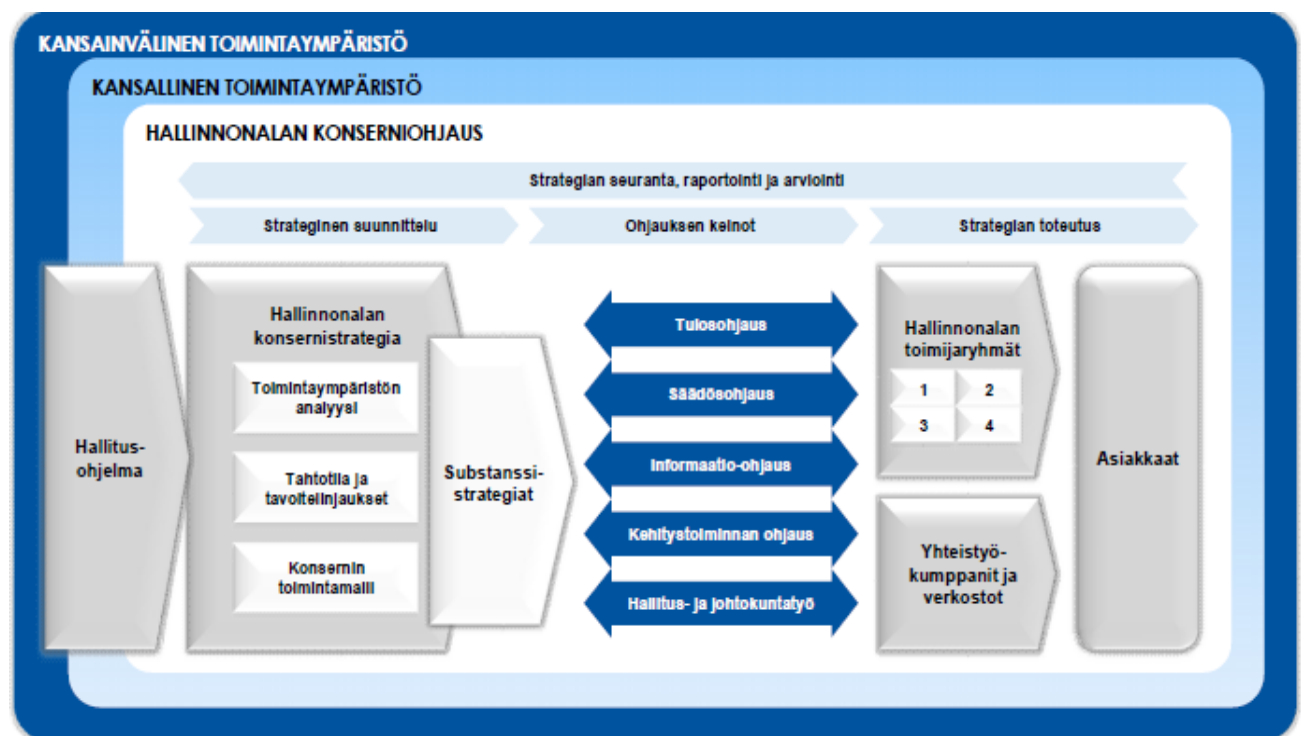 KANSAINVÄLINEN TOIMINTAYMPÄRISTÖ
KANSALLINEN TOIMINTAYMPÄRISTÖ
HALLINNONALAN KONSERNIOHJAUS
Strategian seuranta, raportointi ja arviointi
Strateginen suunnittelu
Ohjauksen keinot
Strategian toteutus
Hallitus-
ohjelma
Hallinnonalan
konsernistrategia
Toimintaympäristön
analyysi
Tahtotila ja
tavoitelinjaukset
Konsernin
toimintamalli
Substanssi-
strategiat
Tulosohjaus
Säädösohjaus
Informaatio-ohjaus
Kehitystoiminnan ohjaus
Hallitus- ja johtokuntatyö
Hallinnonalan
toimijaryhmät
1 2
3 4
Yhteistyö-
kumppanit ja
verkostot
Asiakkaat